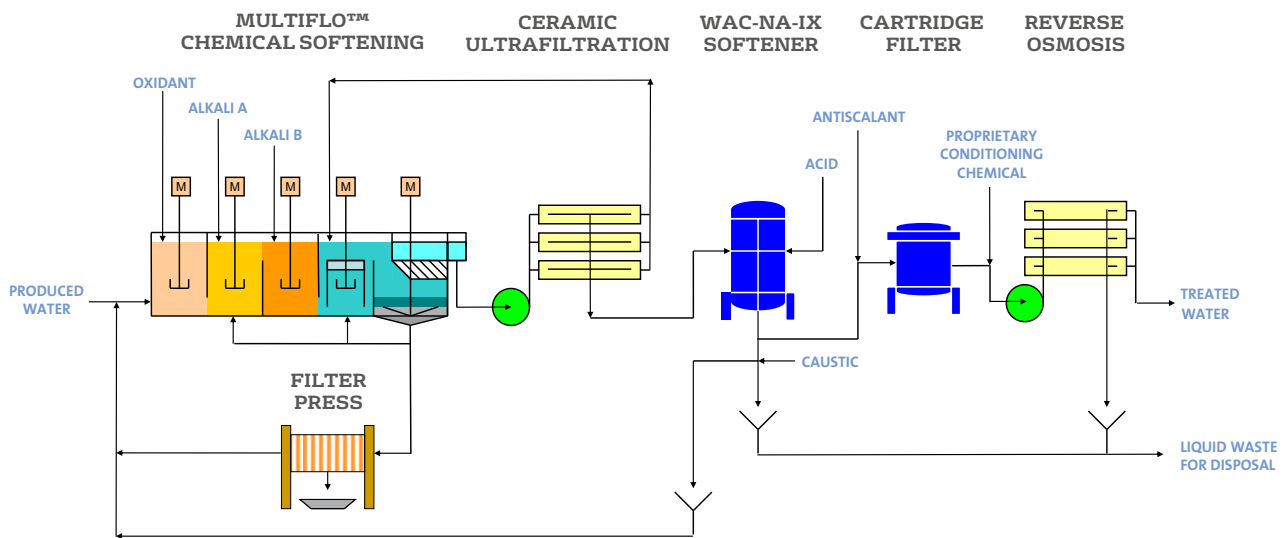 MULTIFLO™
CHEMICAL SOFTENING
CERAMIC
ULTRAFILTRATION
WAC-NA-IX
SOFTENER
CARTRIDGE
FILTER
REVERSE
OSMOSIS
OXIDANT
ALKALI A
ALKALI B
ANTISCALANT
ACID
PROPRIETARY
CONDITIONING
CHEMICAL
M
M
M
M
M
PRODUCED
WATER
TREATED
WATER
CAUSTIC
FILTER
PRESS
LIQUID WASTE
FOR DISPOSAL